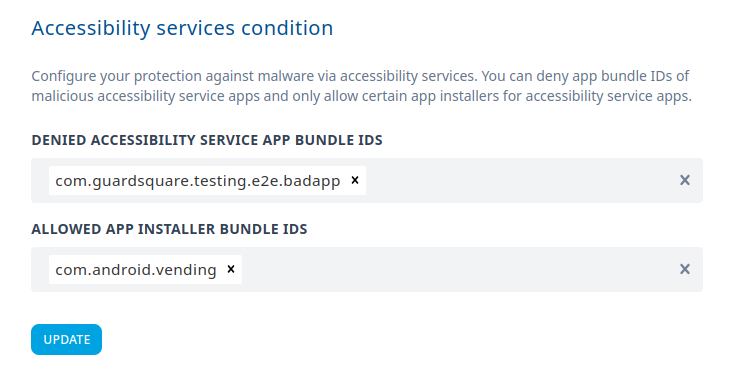 Accessibility services condition
Configure your protection against malware via accessibility services. You can deny app bundle IDs of
malicious accessibility service apps and only allow certain app installers for accessibility service apps.
DENIED ACCESSIBILITY SERVICE APP BUNDLE IDS
com.guardsquare.testing.e2e.badapp × ×
ALLOWED APP INSTALLER BUNDLE IDS
com.android.vending × ×
UPDATE